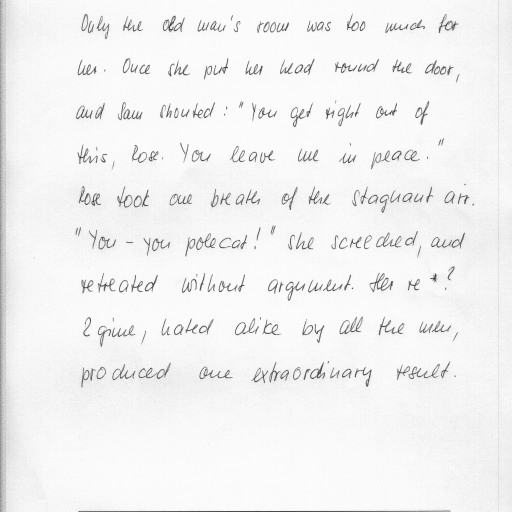 Only the old man's room was too much for
her. Once she put her head round the door,
and Sam shouted : "You get right out of
this, Rose. You leave me in peace."
Rose took one breath of the stagnant air.
"You - you polecat!" she screeched, and
retreated without argument. Her re *?
?gime, hated alike by all the men,
produced one extraordinary result.